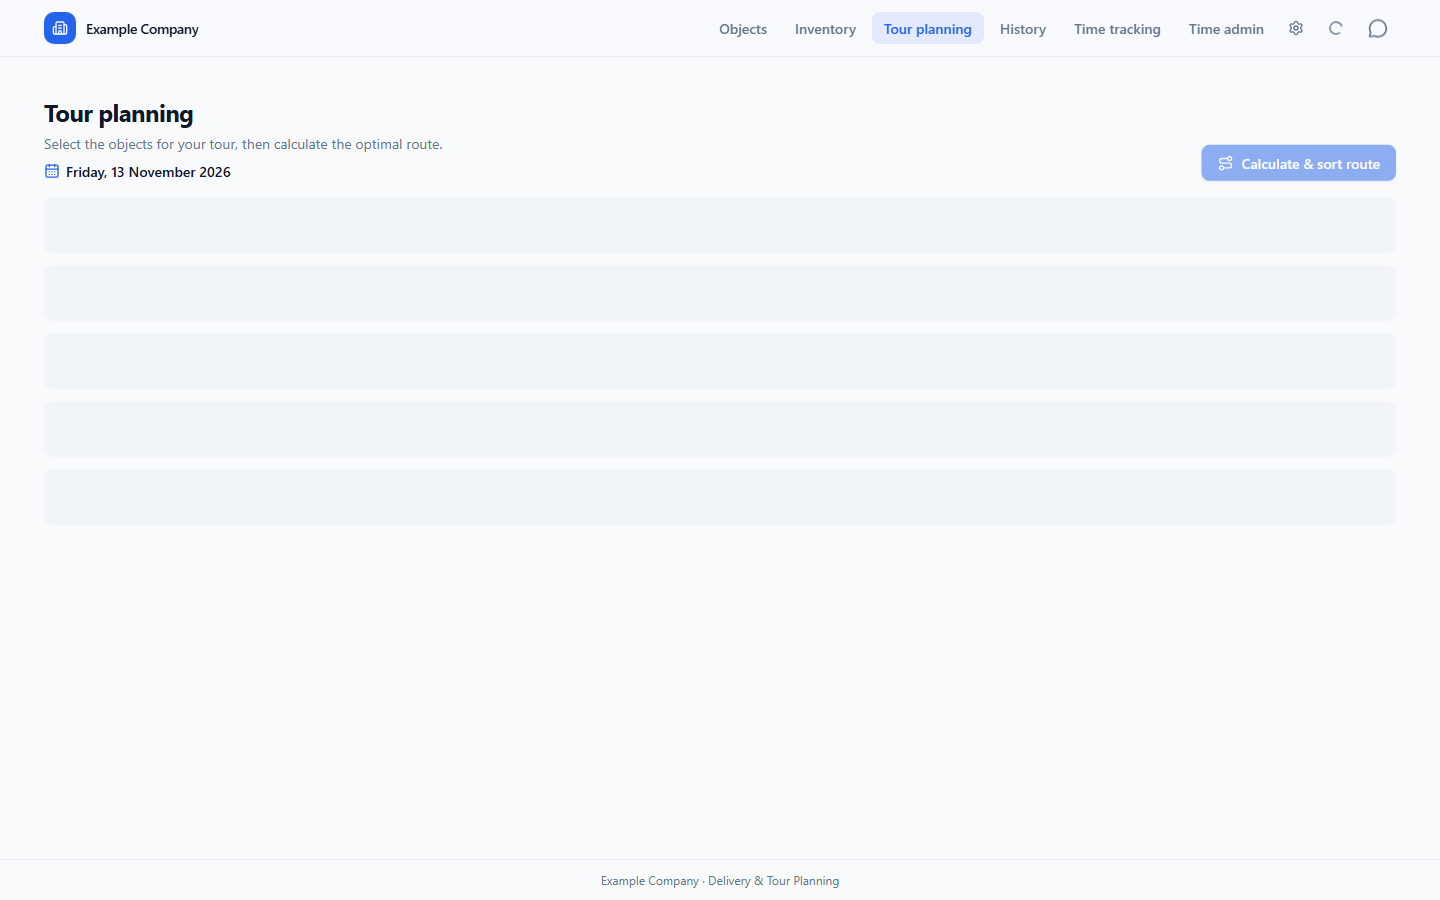 Example Company
Objects
Inventory
Tour planning
History
Time tracking
Time admin
Tour planning
Select the objects for your tour, then calculate the optimal route.
Friday, 13 November 2026
Calculate & sort route
Example Company · Delivery & Tour Planning